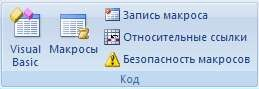 Visual
Basic
Макросы
Запись макроса
Относительные ссылки
Безопасность макросов
Код